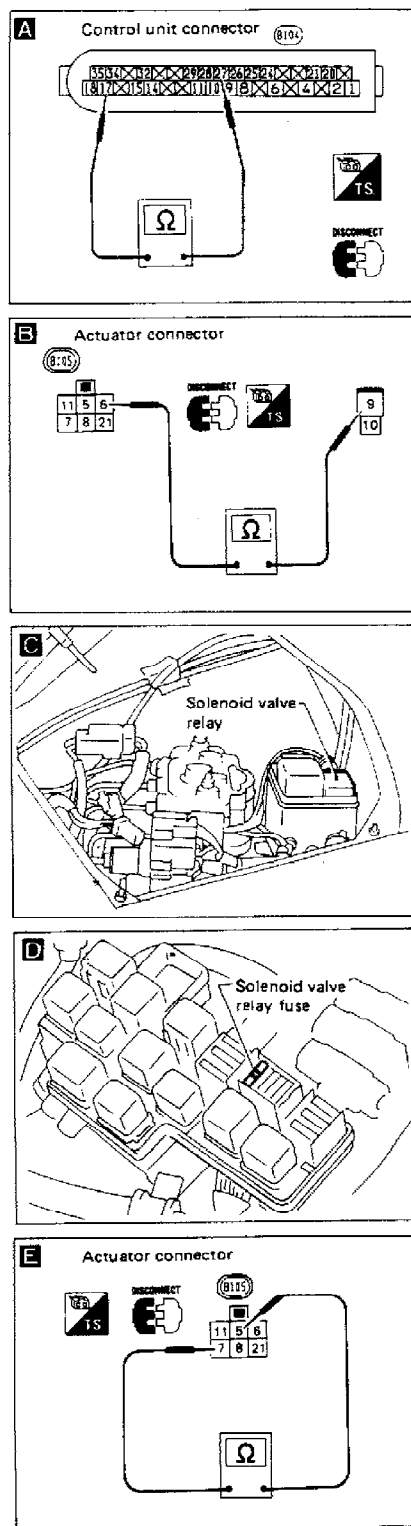 A
Control unit connector
B104
35 34 32 29 28 27 26 25 24 21 20
18 17 15 14 11 10 9 8 6 4 2 1
Ω
TS
DISCONNECT
B
Actuator connector
B105
DISCONNECT
TS
11 5 6
7 8 21
9
10
Ω
C
Solenoid valve
relay
D
Solenoid valve
relay fuse
E
Actuator connector
TS
DISCONNECT
B105
11 5 6
7 8 21
Ω